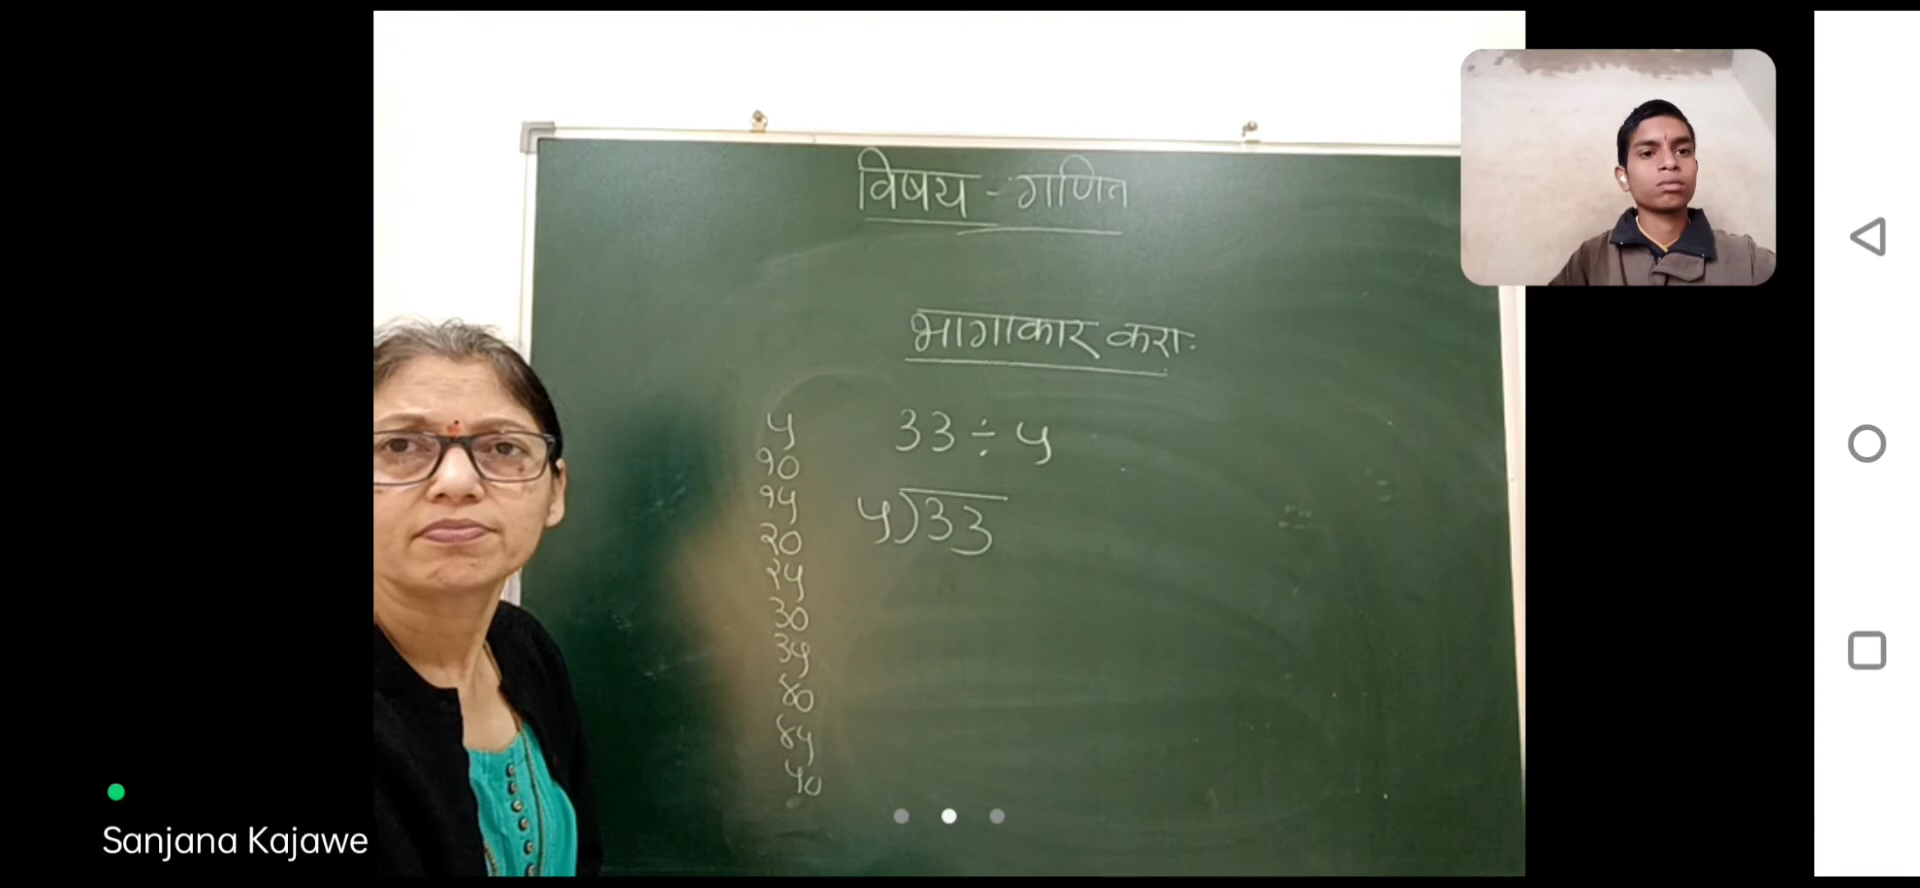 विषय - गणित
भागाकार करा.
३३ ÷ ५
५)३३
५
१०
१५
२०
२५
३०
३५
४०
४५
५०
Sanjana Kajawe